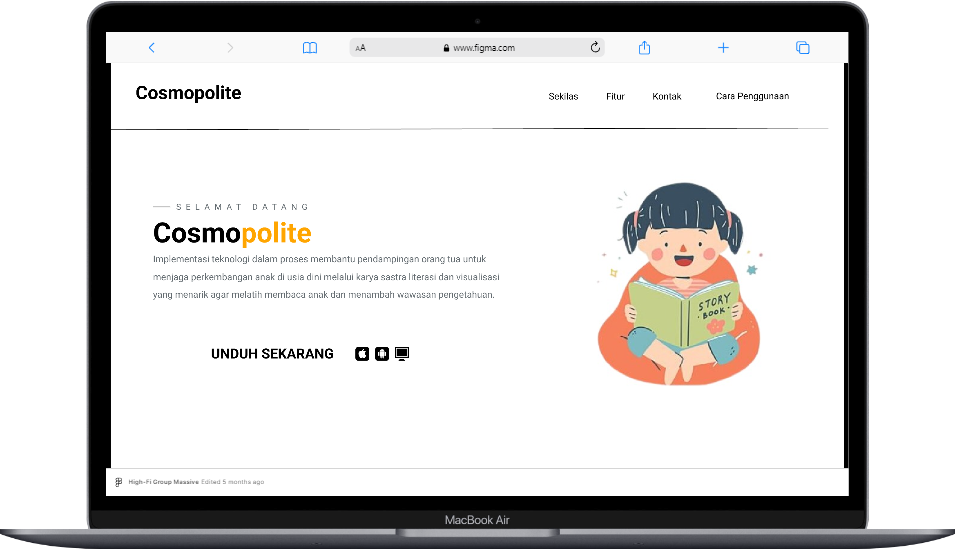 AA www.figma.com
Cosmopolite
Sekilas Fitur Kontak Cara Penggunaan
SELAMAT DATANG
Cosmopolite
Implementasi teknologi dalam proses membantu pendampingan orang tua untuk
menjaga perkembangan anak di usia dini melalui karya sastra literasi dan visualisasi
yang menarik agar melatih membaca anak dan menambah wawasan pengetahuan.
STORY
BOOK
UNDUH SEKARANG
High-Fi Group Massive Edited 5 months ago
MacBook Air